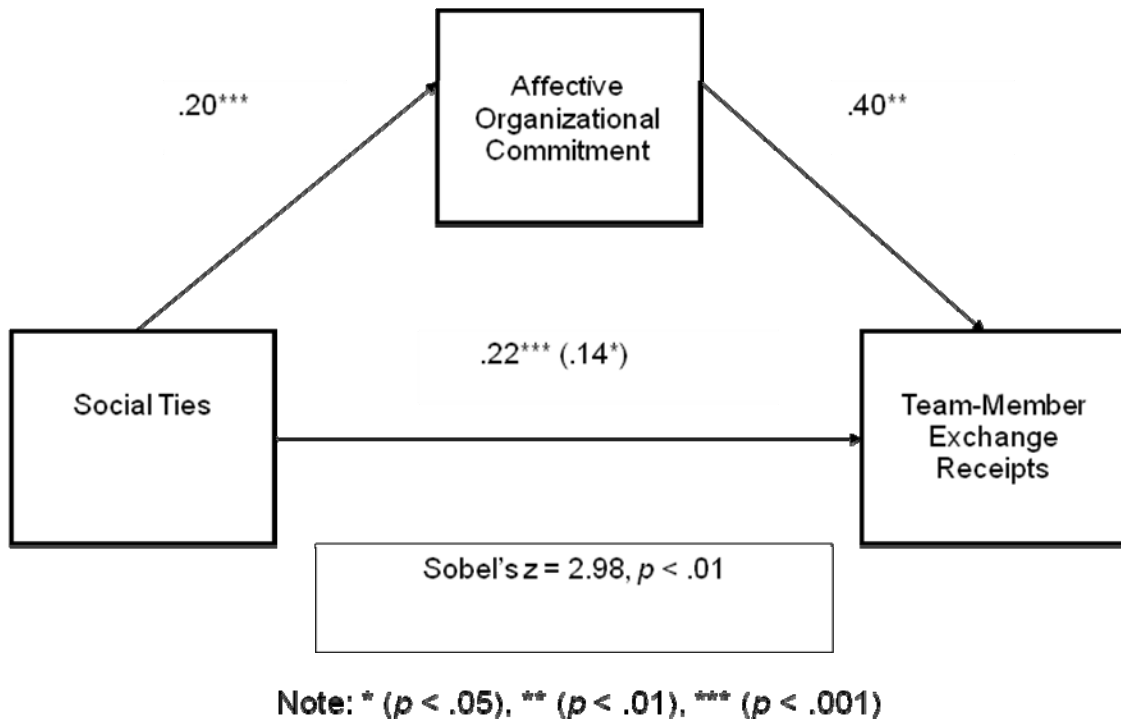 Affective
Organizational
Commitment
.20***
.40**
.22*** (.14*)
Social Ties
Team-Member
Exchange
Receipts
Sobel's z = 2.98, p < .01
Note: * (p < .05), ** (p < .01), *** (p < .001)